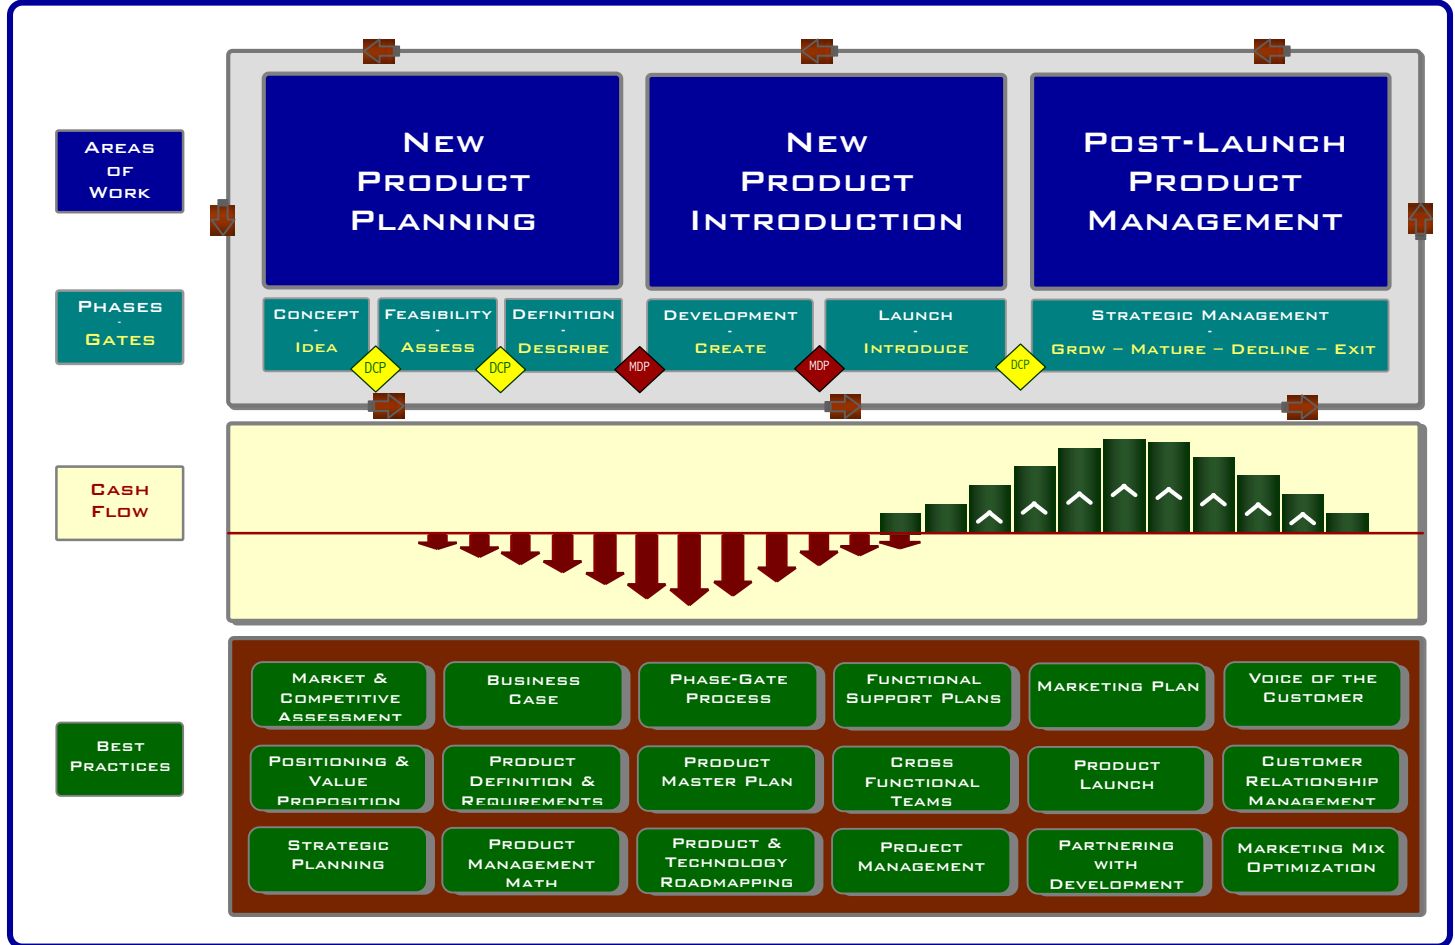 Areas
of
Work
New
Product
Planning
New
Product
Introduction
Post-Launch
Product
Management
Phases
-
Gates
Concept
-
Idea
Feasibility
-
Assess
Definition
-
Describe
Development
-
Create
Launch
-
Introduce
Strategic Management
-
Grow – Mature – Decline – Exit
DCP
DCP
MDP
MDP
DCP
Cash
Flow
Best
Practices
Market &
Competitive
Assessment
Business
Case
Phase-Gate
Process
Functional
Support Plans
Marketing Plan
Voice of the
Customer
Positioning &
Value
Proposition
Product
Definition &
Requirements
Product
Master Plan
Cross
Functional
Teams
Product
Launch
Customer
Relationship
Management
Strategic
Planning
Product
Management
Math
Product &
Technology
Roadmapping
Project
Management
Partnering
with
Development
Marketing Mix
Optimization